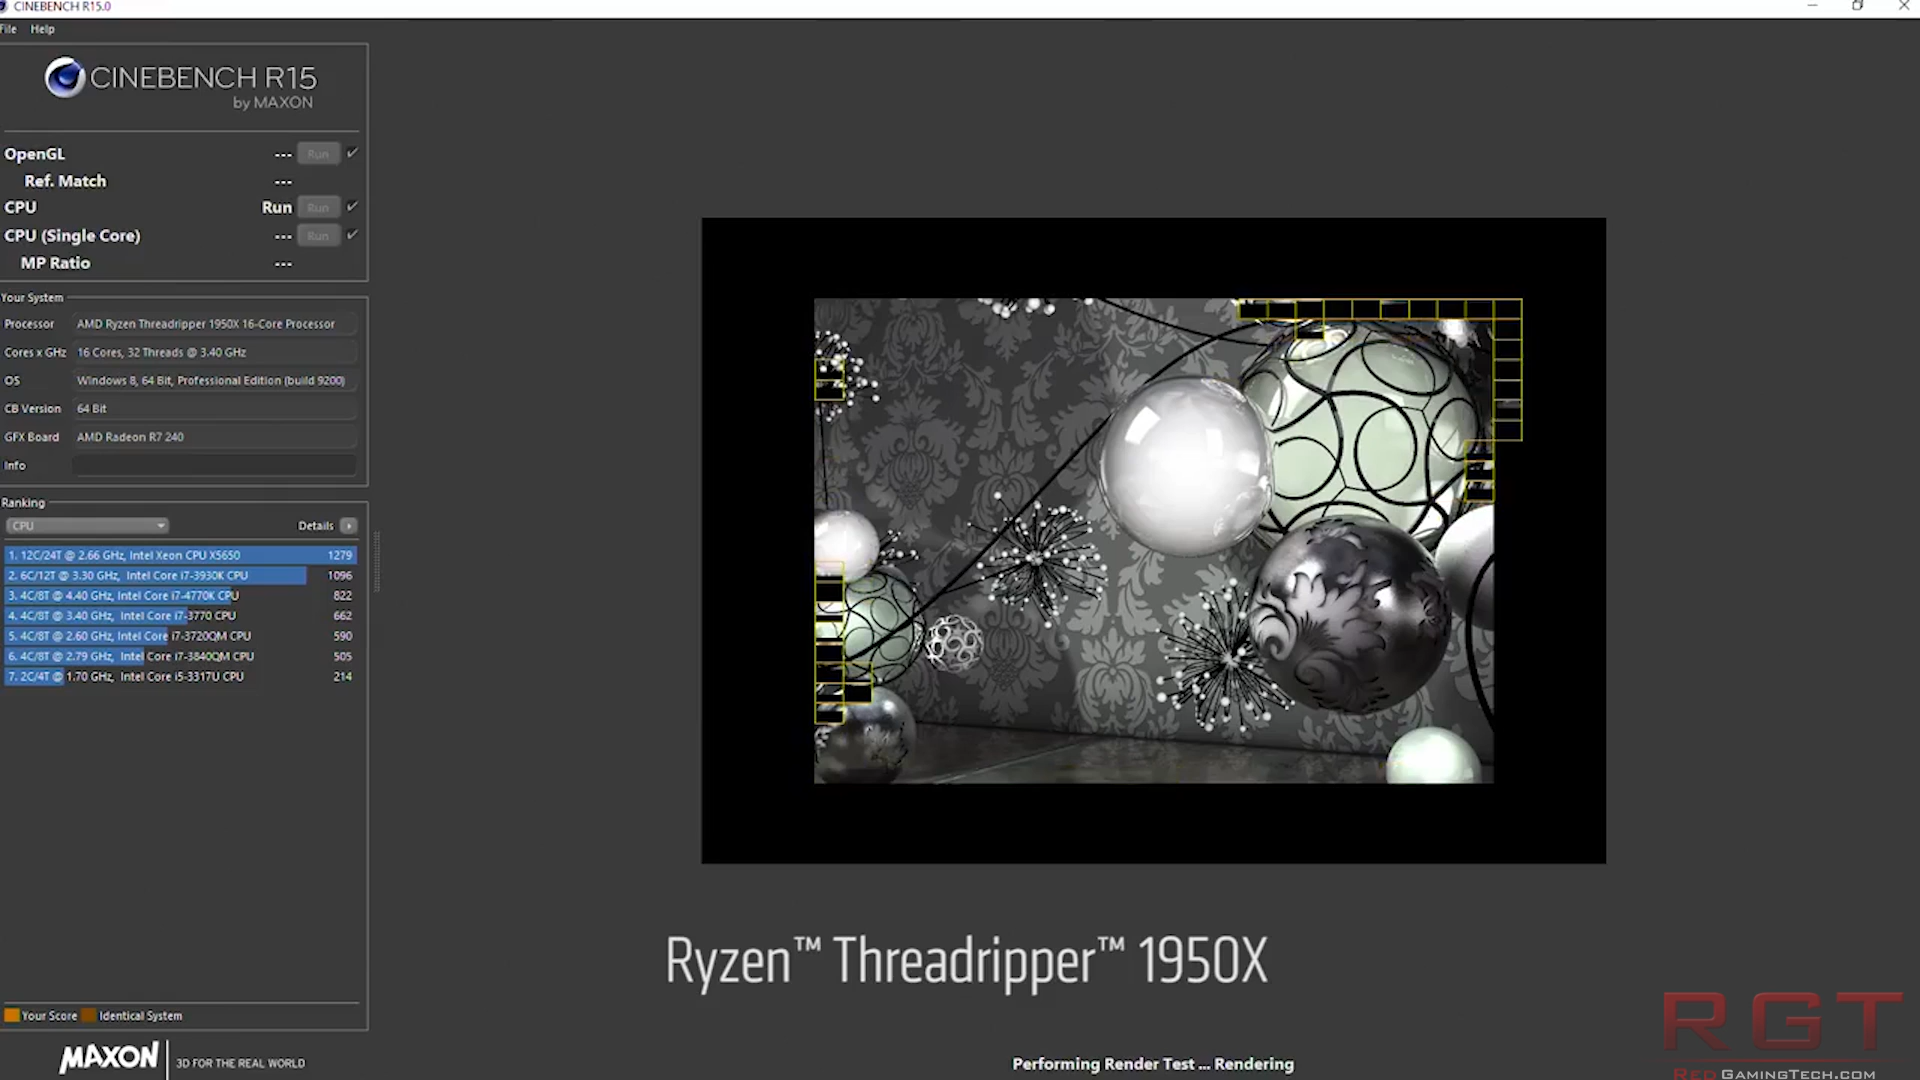 CINEBENCH R15.0
File Help
CINEBENCH R15
by MAXON
OpenGL --- Run
Ref. Match ---
CPU Run Run
CPU (Single Core) --- Run
MP Ratio ---
Your System
Processor AMD Ryzen Threadripper 1950X 16-Core Processor
Cores x GHz 16 Cores, 32 Threads @ 3.40 GHz
OS Windows 8, 64 Bit, Professional Edition (build 9200)
CB Version 64 Bit
GFX Board AMD Radeon R7 240
Info
Ranking
CPU Details
1. 12C/24T @ 2.66 GHz, Intel Xeon CPU X5650 1279
2. 6C/12T @ 3.30 GHz, Intel Core i7-3930K CPU 1096
3. 4C/8T @ 4.40 GHz, Intel Core i7-4770K CPU 822
4. 4C/8T @ 3.40 GHz, Intel Core i7-3770 CPU 662
5. 4C/8T @ 2.60 GHz, Intel Core i7-3720QM CPU 590
6. 4C/8T @ 2.79 GHz, Intel Core i7-3840QM CPU 505
7. 2C/4T @ 1.70 GHz, Intel Core i5-3317U CPU 214
Ryzen™ Threadripper™ 1950X
Your Score Identical System
MAXON 3D FOR THE REAL WORLD
Performing Render Test ... Rendering
RGT
REDGAMINGTECH.COM